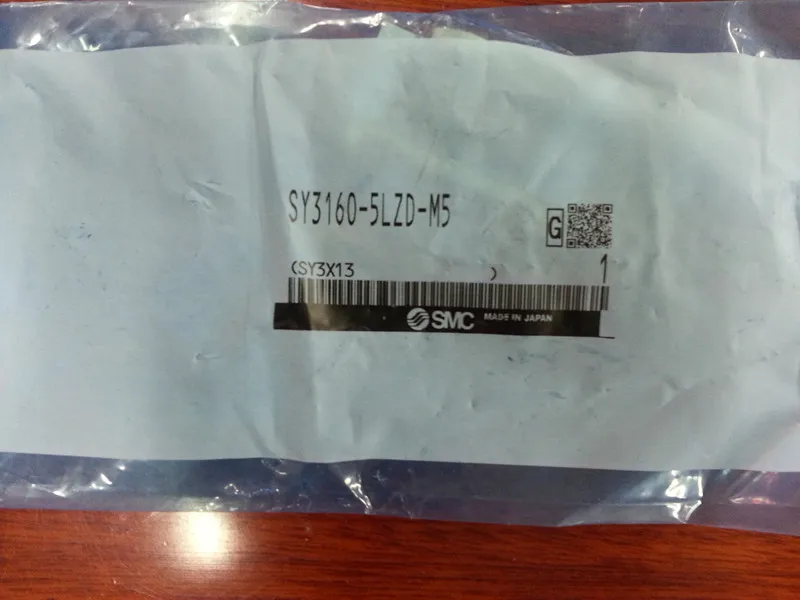 SY3160-5LZD-M5
G
(SY3X13 ) 1
SMC MADE IN JAPAN